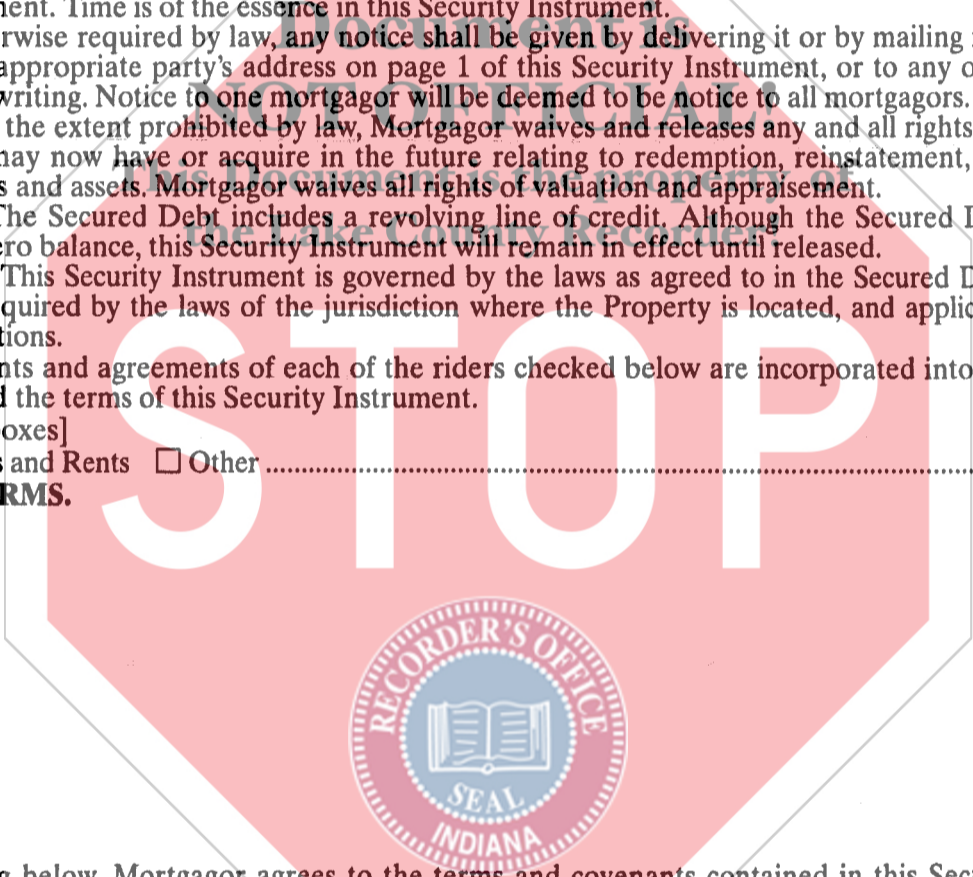 ment. Time is of the essence in this Security Instrument.
rwise required by law, any notice shall be given by delivering it or by mailing
appropriate party's address on page 1 of this Security Instrument, or to any o
writing. Notice to one mortgagor will be deemed to be notice to all mortgagors.
the extent prohibited by law, Mortgagor waives and releases any and all rights
may now have or acquire in the future relating to redemption, reinstatement,
s and assets. Mortgagor waives all rights of valuation and appraisement.
The Secured Debt includes a revolving line of credit. Although the Secured D
ero balance, this Security Instrument will remain in effect until released.
This Security Instrument is governed by the laws as agreed to in the Secured D
quired by the laws of the jurisdiction where the Property is located, and applic
tions.
nts and agreements of each of the riders checked below are incorporated into
d the terms of this Security Instrument.
oxes]
s and Rents ☐ Other
RMS.
Document is
NOT OFFICIAL!
This Document is the property of
the Lake County Recorder!
STOP
RECORDER'S OFFICE
SEAL
INDIANA
g below, Mortgagor agrees to the terms and covenants contained in this Sec